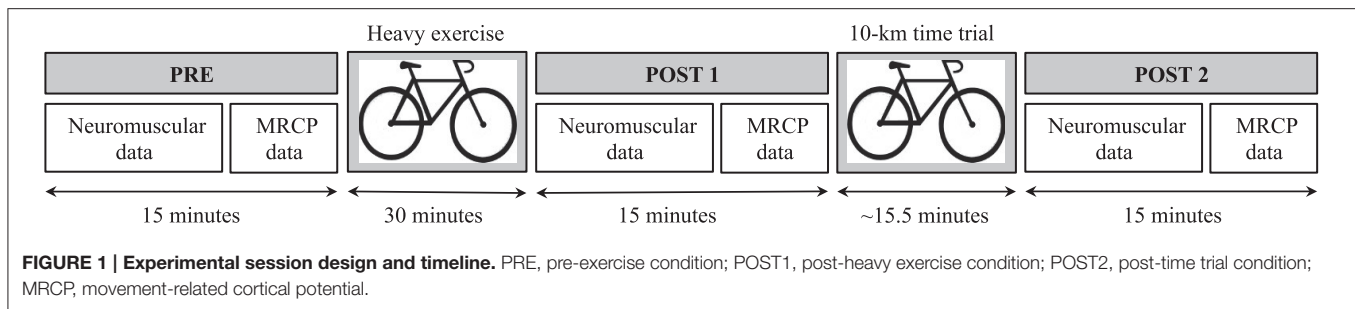 Heavy exercise
10-km time trial
PRE
POST 1
POST 2
Neuromuscular
data
MRCP
data
Neuromuscular
data
MRCP
data
Neuromuscular
data
MRCP
data
15 minutes
30 minutes
15 minutes
~15.5 minutes
15 minutes
FIGURE 1 | Experimental session design and timeline. PRE, pre-exercise condition; POST1, post-heavy exercise condition; POST2, post-time trial condition;
MRCP, movement-related cortical potential.